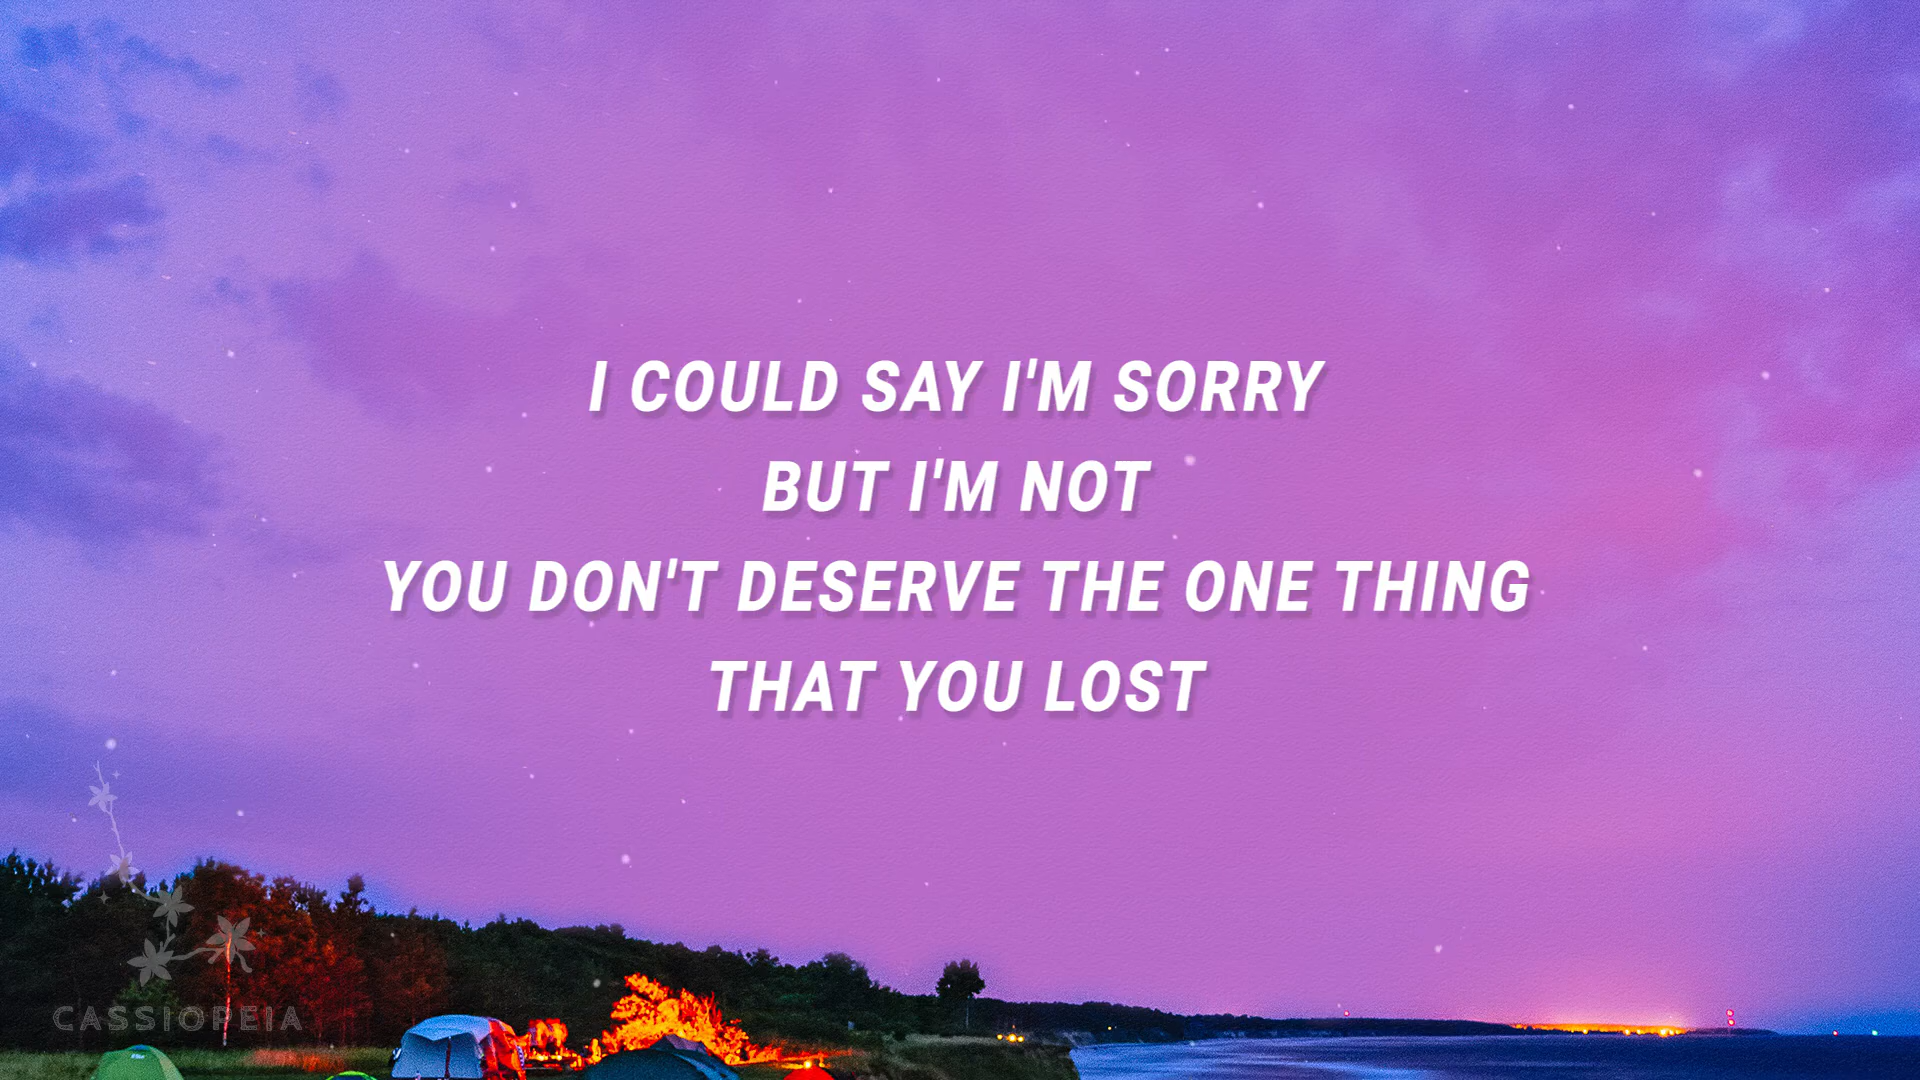 I COULD SAY I'M SORRY
BUT I'M NOT
YOU DON'T DESERVE THE ONE THING
THAT YOU LOST
CASSIOPEIA